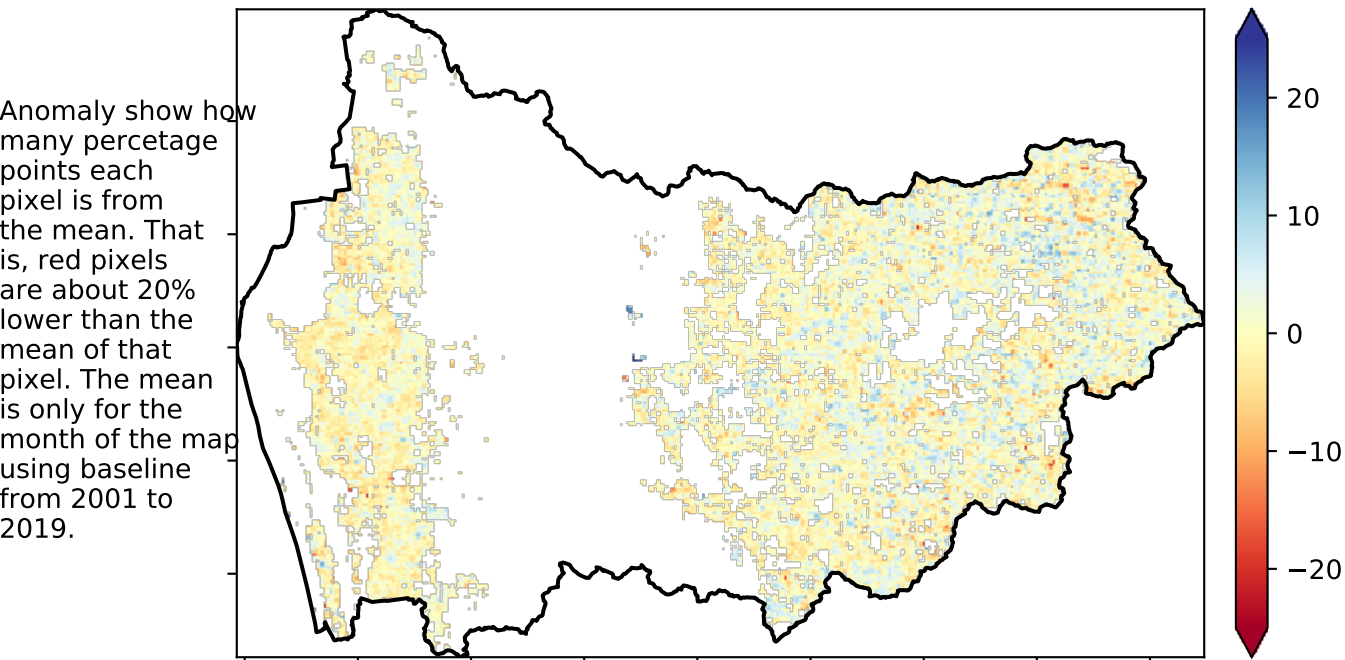 Anomaly show how
many percetage
points each
pixel is from
the mean. That
is, red pixels
are about 20%
lower than the
mean of that
pixel. The mean
is only for the
month of the map
using baseline
from 2001 to
2019.
20
10
0
−10
−20